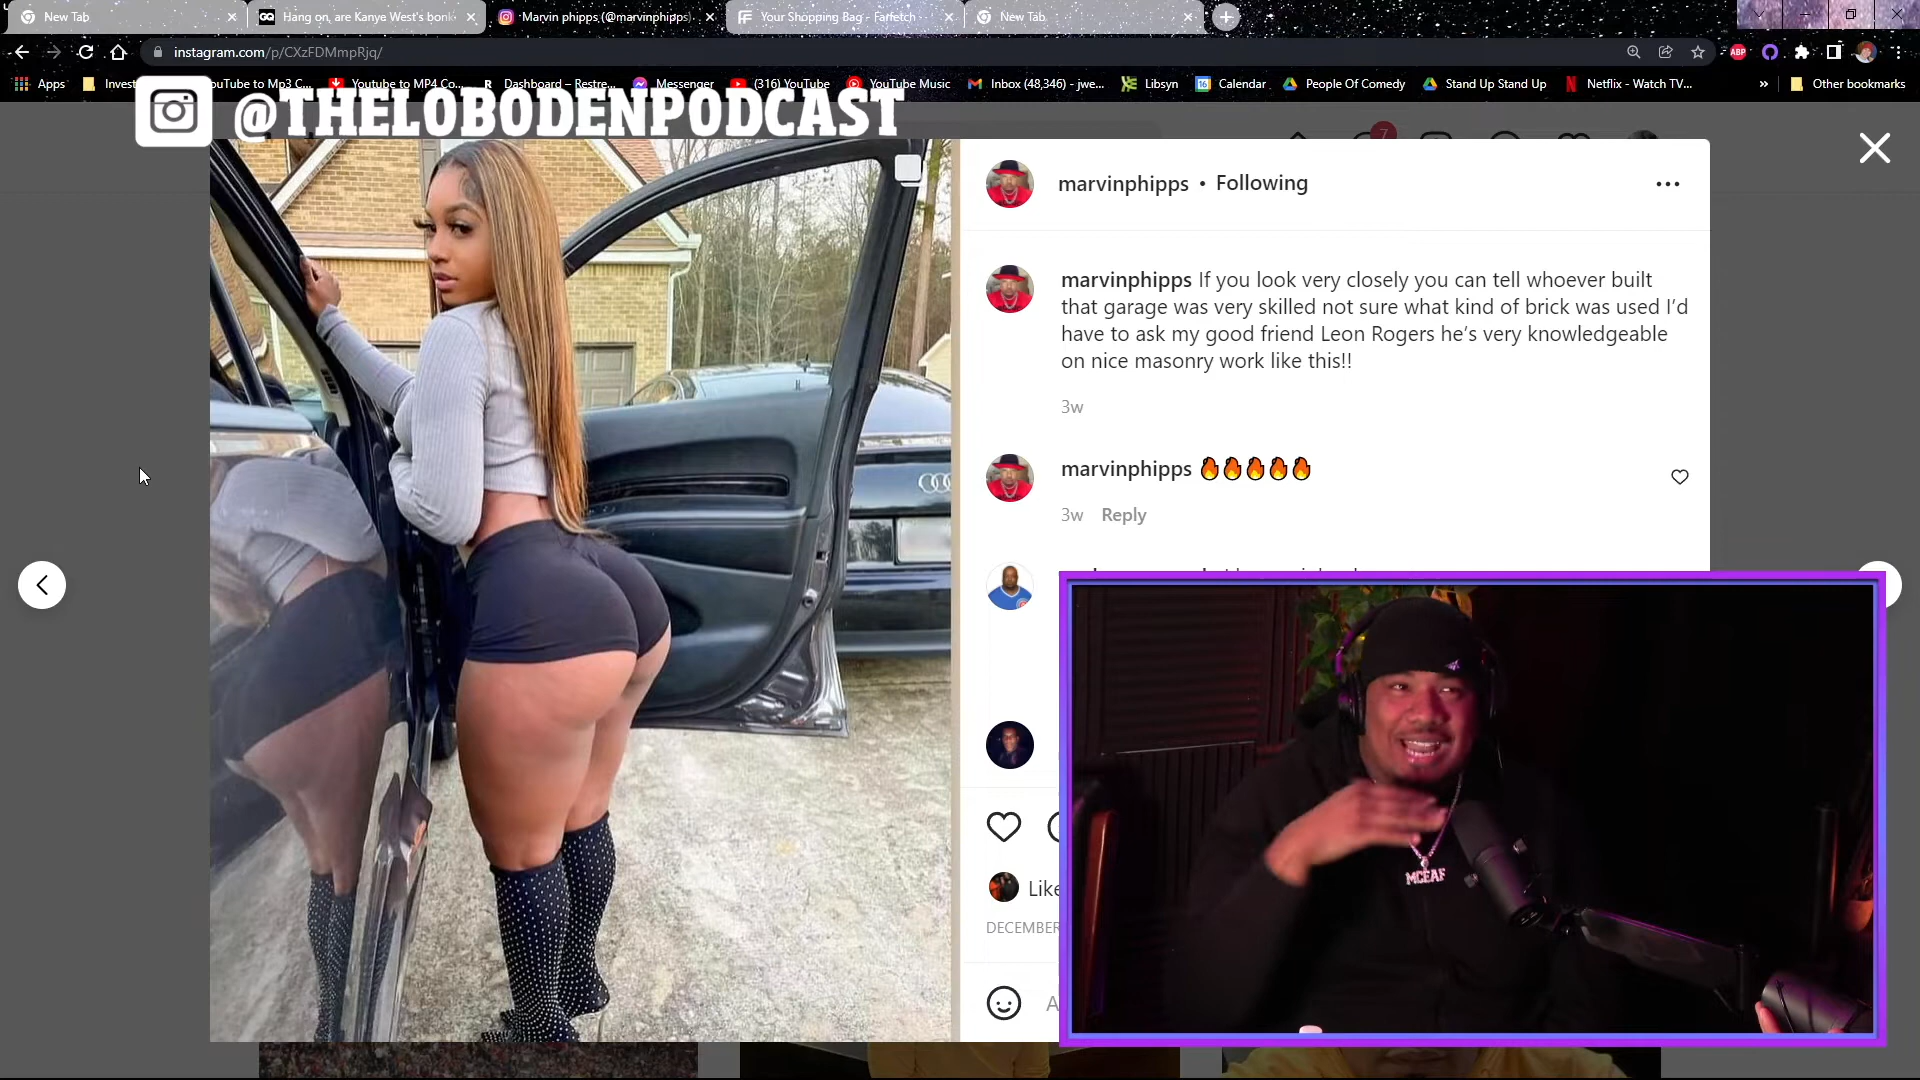 New Tab
GQ Hang on, are Kanye West's bonk
Marvin phipps (@marvinphipps)
Your Shopping Bag - Farfetch
New Tab
instagram.com/p/CXzFDMmpRjq/
ABP
Apps
Invest
YouTube to Mp3 C...
Youtube to MP4 Co...
R Dashboard – Restre...
Messenger
(316) YouTube
YouTube Music
Inbox (48,346) - jwe...
Libsyn
16 Calendar
People Of Comedy
Stand Up Stand Up
N Netflix - Watch TV...
»
Other bookmarks
@THELOBODENPODCAST
7
marvinphipps • Following
marvinphipps If you look very closely you can tell whoever built
that garage was very skilled not sure what kind of brick was used I'd
have to ask my good friend Leon Rogers he's very knowledgeable
on nice masonry work like this!!
3w
marvinphipps 🔥🔥🔥🔥🔥
3w Reply
Like
DECEMBER
A
MCEAF